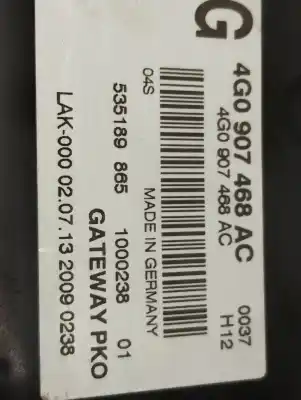 G
4G0 907 468 AC 0037
4G0 907 468 AC H12
04S MADE IN GERMANY
535189 865 1000238 01
GATEWAY PKO
LAK-000 02.07.13 2009 0238